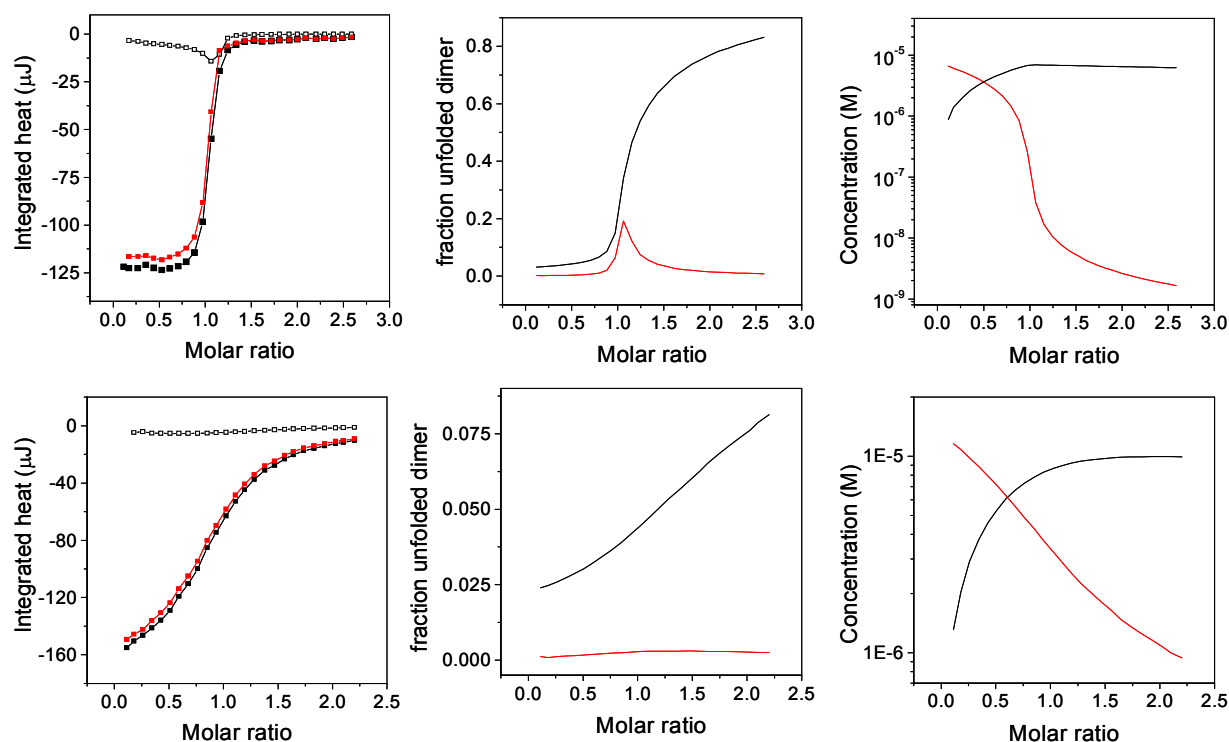 Integrated heat (μJ)
0
-25
-50
-75
-100
-125
0.0 0.5 1.0 1.5 2.0 2.5 3.0
Molar ratio
fraction unfolded dimer
0.8
0.6
0.4
0.2
0.0
0.0 0.5 1.0 1.5 2.0 2.5 3.0
Molar ratio
Concentration (M)
10⁻⁵
10⁻⁶
10⁻⁷
10⁻⁸
10⁻⁹
0.0 0.5 1.0 1.5 2.0 2.5 3.0
Molar ratio
Integrated heat (μJ)
0
-40
-80
-120
-160
0.0 0.5 1.0 1.5 2.0 2.5
Molar ratio
fraction unfolded dimer
0.075
0.050
0.025
0.000
0.0 0.5 1.0 1.5 2.0 2.5
Molar ratio
Concentration (M)
1E-5
1E-6
0.0 0.5 1.0 1.5 2.0 2.5
Molar ratio